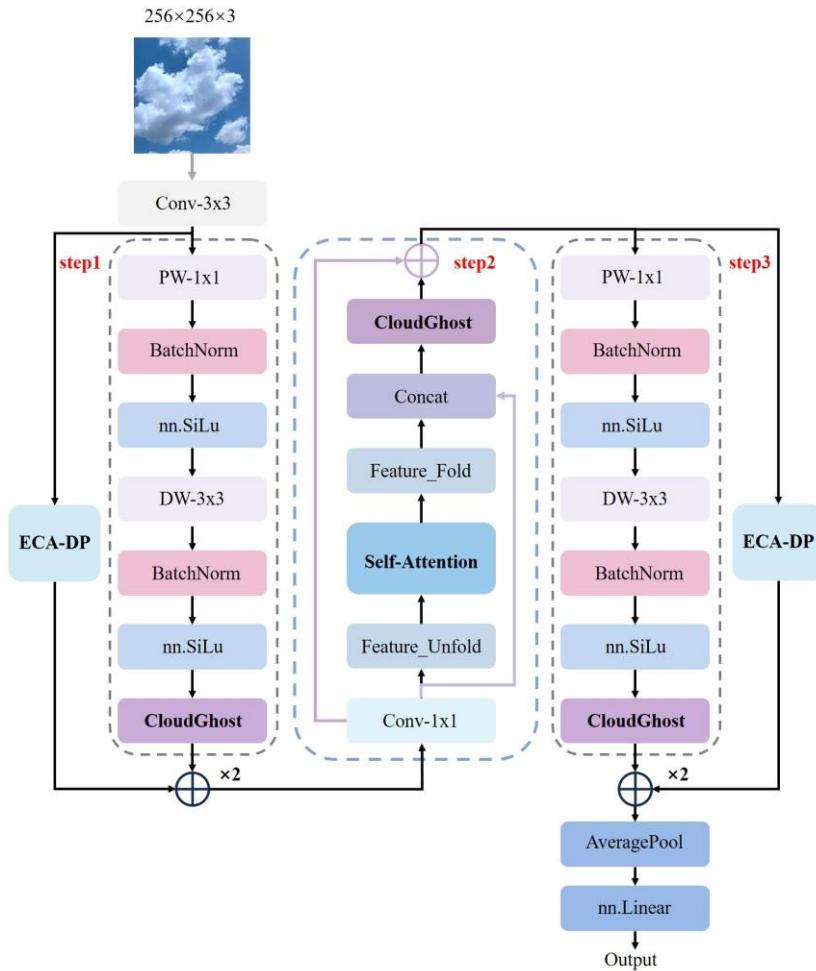 256×256×3
Conv-3x3
step1
PW-1x1
BatchNorm
nn.SiLu
DW-3x3
ECA-DP
BatchNorm
nn.SiLu
CloudGhost
×2
step2
CloudGhost
Concat
Feature_Fold
Self-Attention
Feature_Unfold
Conv-1x1
step3
PW-1x1
BatchNorm
nn.SiLu
DW-3x3
ECA-DP
BatchNorm
nn.SiLu
CloudGhost
×2
AveragePool
nn.Linear
Output